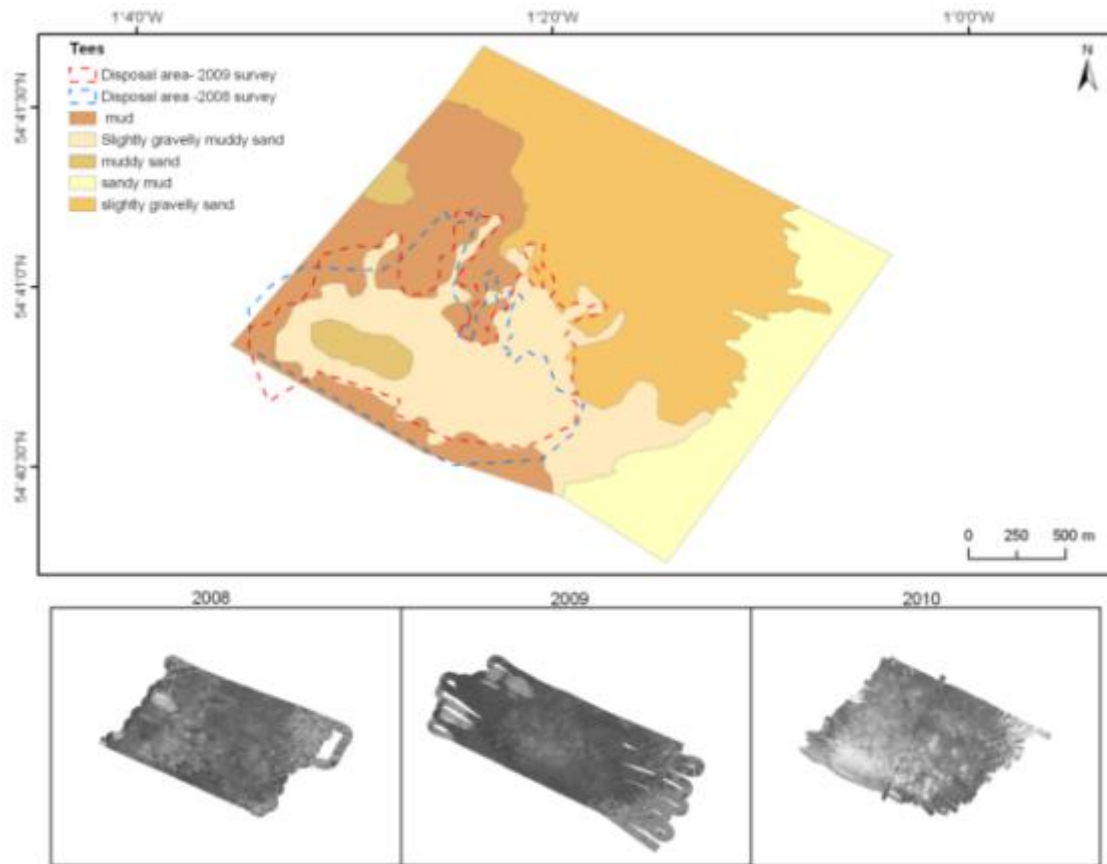 1°4'0"W 1°2'0"W 1°0'0"W
Tees
Disposal area- 2009 survey
Disposal area -2008 survey
mud
Slightly gravelly muddy sand
muddy sand
sandy mud
slightly gravelly sand
N
54°41'30"N
54°41'0"N
54°40'30"N
0 250 500 m
2008 2009 2010